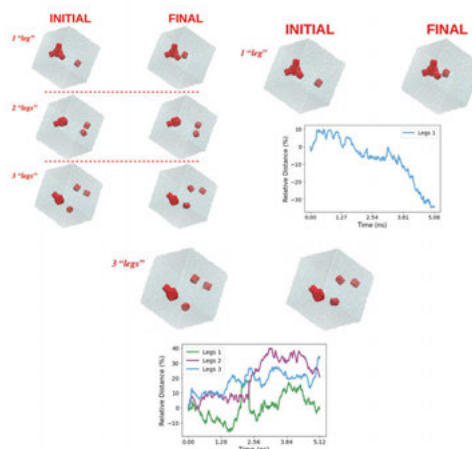 INITIAL FINAL
1 "leg"
2 "legs"
3 "legs"
INITIAL FINAL
1 "leg"
Relative Distance (%)
10
0
−10
−20
−30
Legs 1
0.00 1.27 2.54 3.81 5.08
Time (ns)
3 "legs"
Relative Distance (%)
40
30
20
10
0
−10
Legs 1
Legs 2
Legs 3
0.00 1.28 2.56 3.84 5.12
Time (ns)